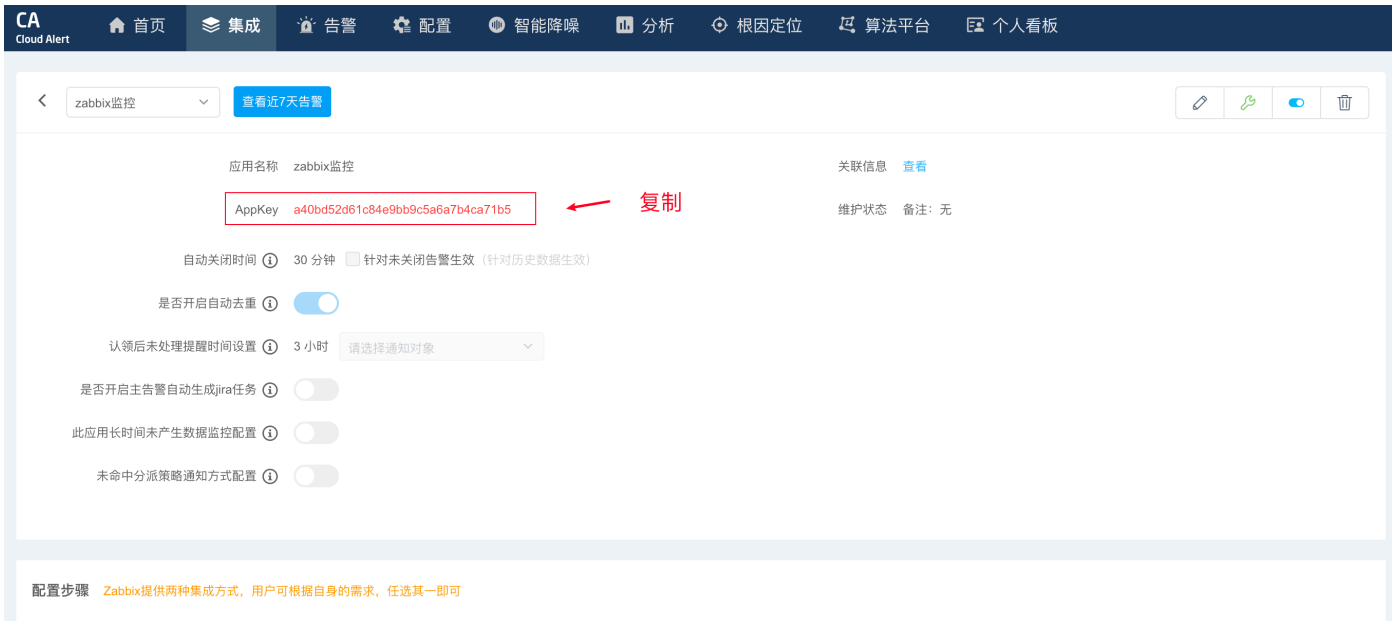 CA
Cloud Alert
首页 集成 告警 配置 智能降噪 分析 根因定位 算法平台 个人看板
zabbix监控 查看近7天告警
应用名称 zabbix监控 关联信息 查看
AppKey a40bd52d61c84e9bb9c5a6a7b4ca71b5 复制 维护状态 备注：无
自动关闭时间 30 分钟 针对未关闭告警生效 (针对历史数据生效)
是否开启自动去重
认领后未处理提醒时间设置 3 小时 请选择通知对象
是否开启主告警自动生成jira任务
此应用长时间未产生数据监控配置
未命中分派策略通知方式配置
配置步骤 Zabbix提供两种集成方式，用户可根据自身的需求，任选其一即可